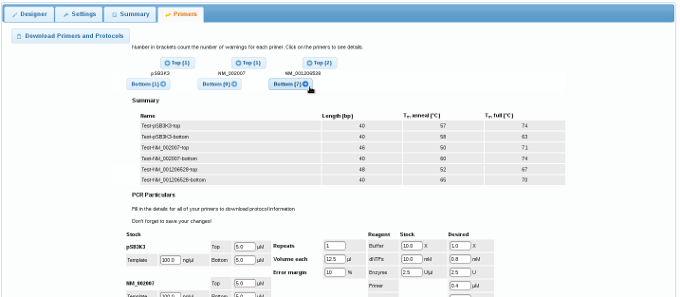 Designer Settings Summary Primers
Download Primers and Protocols
Number in brackets count the number of warnings for each primer. Click on the primers to see details.
Top (1) Top (1) Top (2)
pSB3K3 NM_002007 NM_001206528
Bottom (1) Bottom (0) Bottom (7)
Summary
Name Length (bp) Tm, anneal (°C) Tm, full (°C)
Test-pSB3K3-top 40 57 74
Test-pSB3K3-bottom 40 58 63
Test-NM_002007-top 46 50 71
Test-NM_002007-bottom 40 60 74
Test-NM_001206528-top 48 52 67
Test-NM_001206528-bottom 40 65 70
PCR Particulars
Fill in the details for all of your primers to download protocol information.
Don't forget to save your changes!
Stock Reagent Stock Desired
pSB3K3 Top 5.0 μM Repeats 1 Buffer 10.0 X 1.0 X
Template 100.0 ng/μl Bottom 5.0 μM Volume each 12.5 μl dNTPs 10.0 mM 0.8 mM
Error margin 10 % Enzyme 2.5 U/μl 2.5 U
NM_002007 Top 5.0 μM Primer 0.4 μM
Template 100.0 ng/μl Bottom 5.0 μM